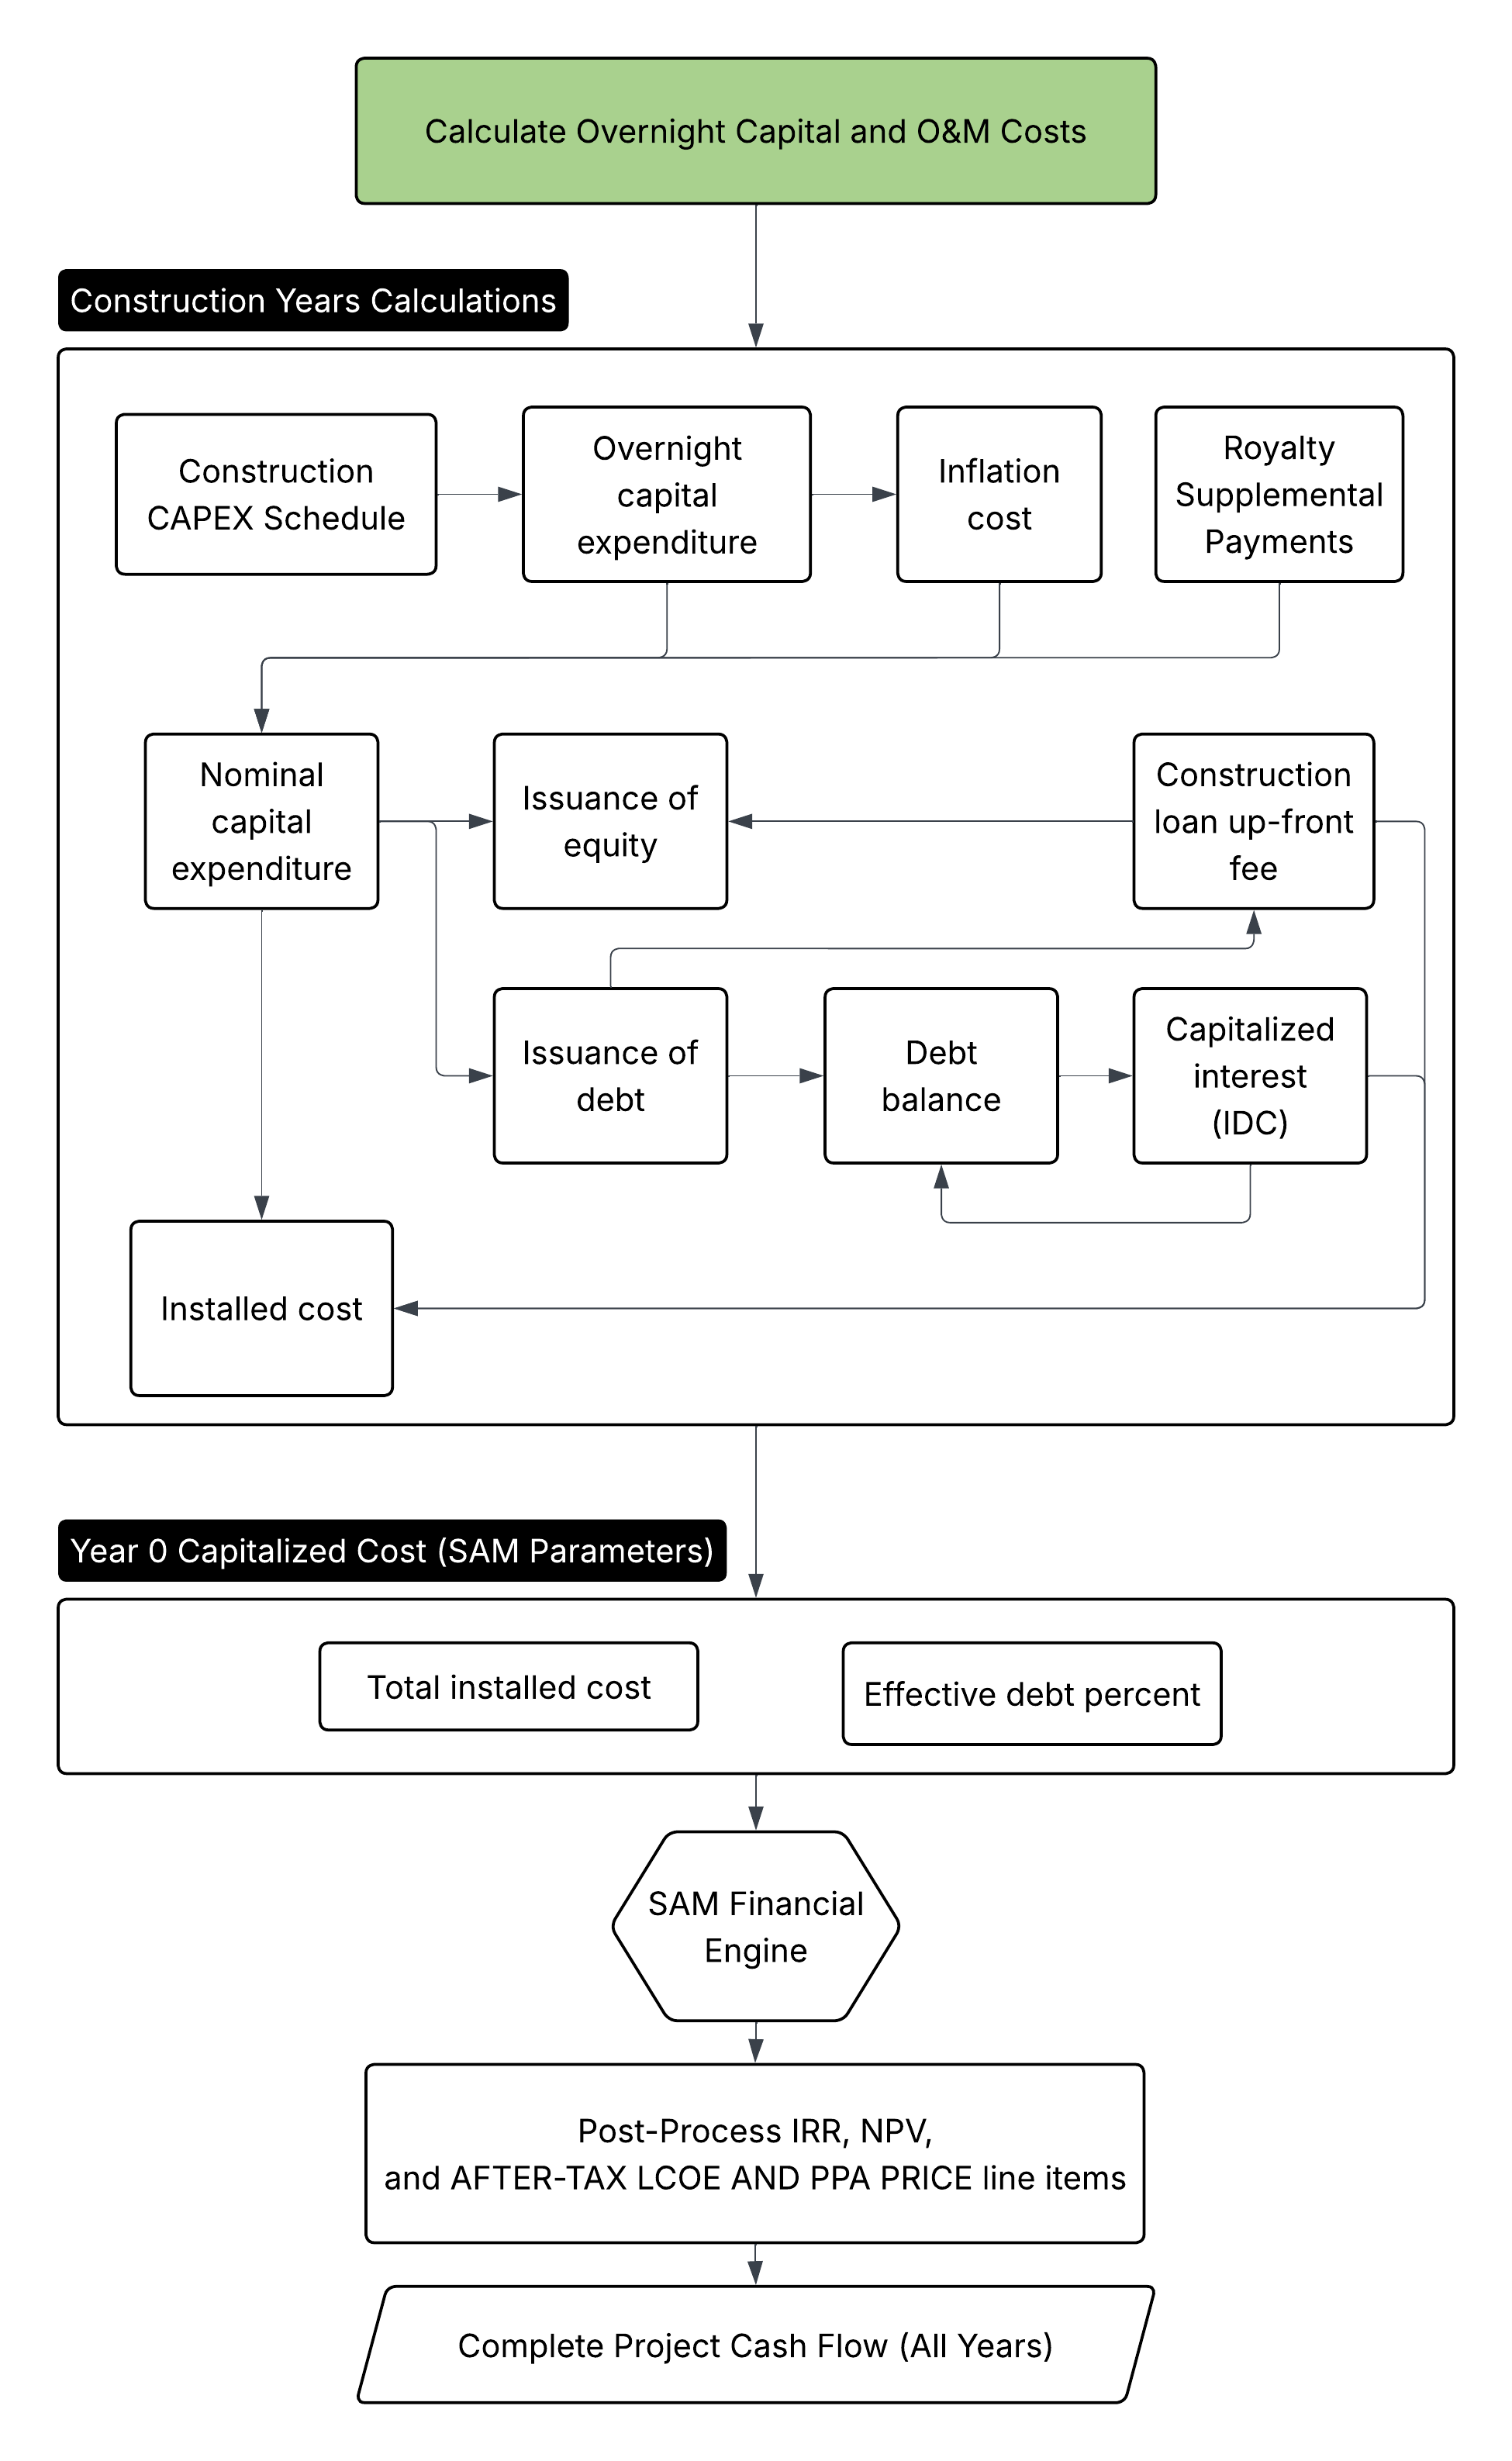 Calculate Overnight Capital and O&M Costs
Construction Years Calculations
Construction
CAPEX Schedule
Overnight
capital
expenditure
Inflation
cost
Royalty
Supplemental
Payments
Nominal
capital
expenditure
Issuance of
equity
Construction
loan up-front
fee
Issuance of
debt
Debt
balance
Capitalized
interest
(IDC)
Installed cost
Year 0 Capitalized Cost (SAM Parameters)
Total installed cost
Effective debt percent
SAM Financial
Engine
Post-Process IRR, NPV,
and AFTER-TAX LCOE AND PPA PRICE line items
Complete Project Cash Flow (All Years)